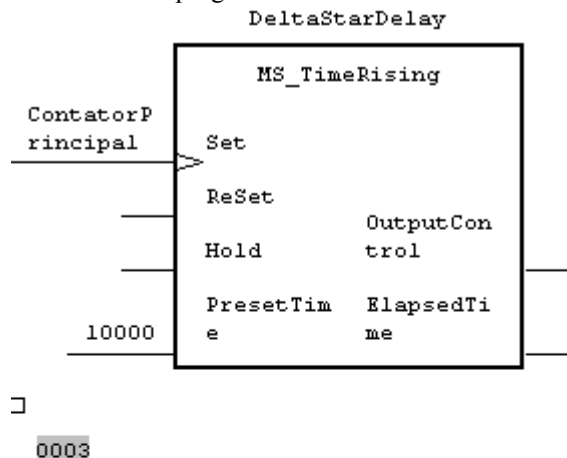 DeltaStarDelay
MS_TimeRising
ContatorP
rincipal
Set
ReSet
OutputCon
trol
Hold
PresetTim
e
ElapsedTi
me
10000
0003